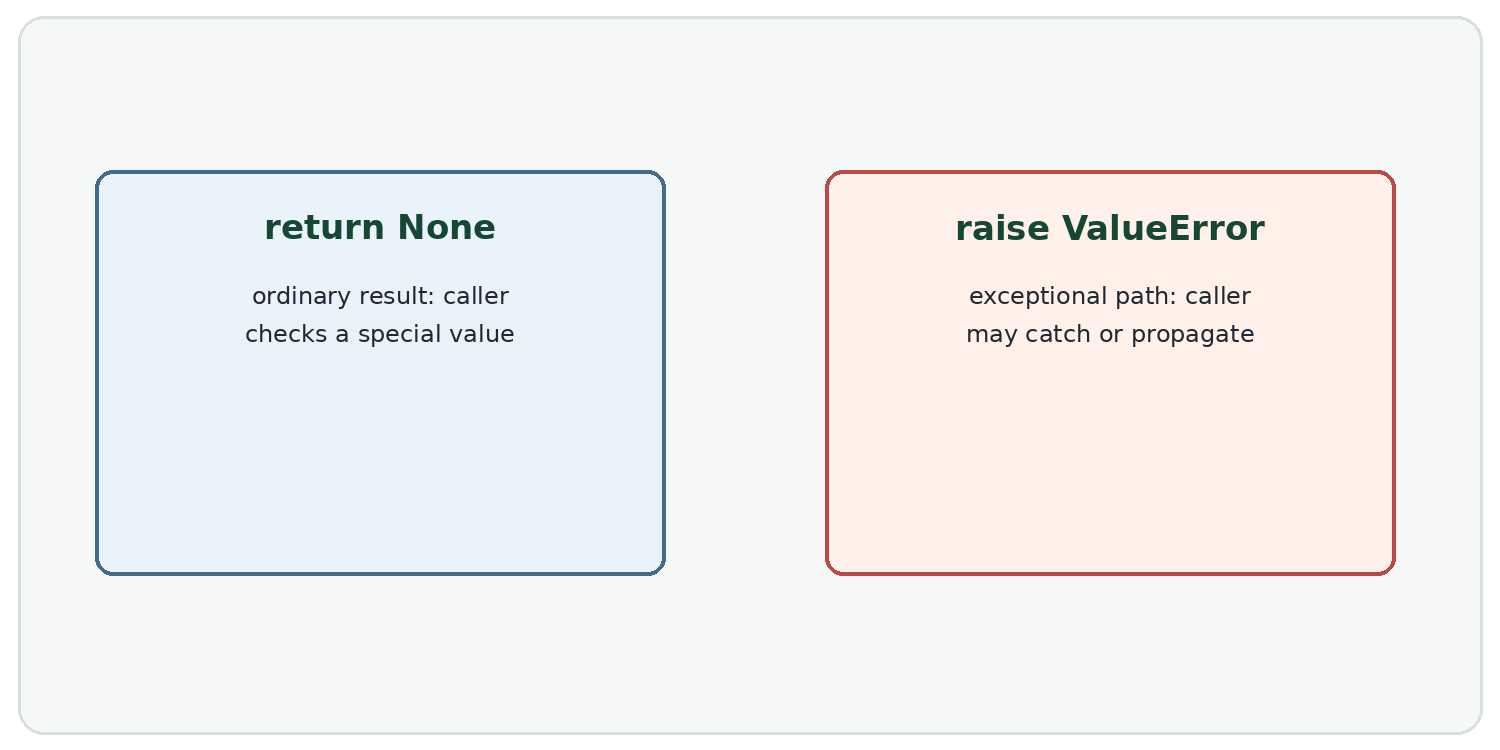 return None
ordinary result: caller
checks a special value
raise ValueError
exceptional path: caller
may catch or propagate